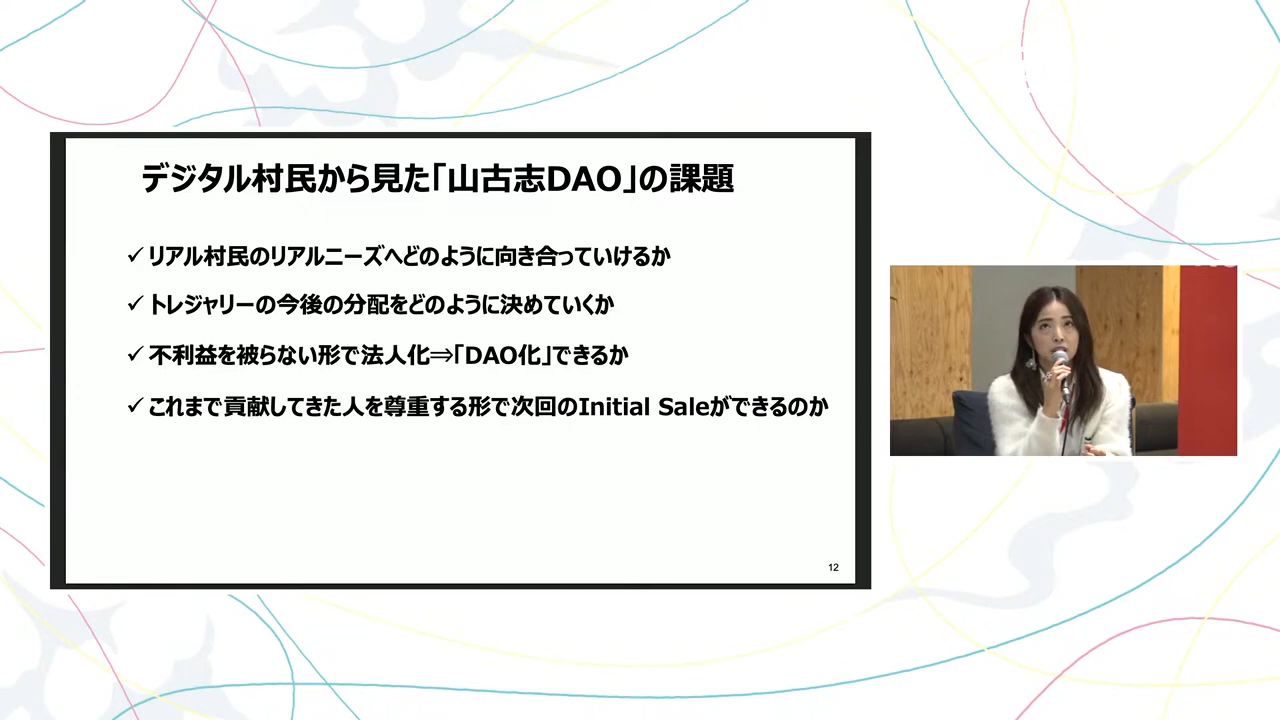 デジタル村民から見た「山古志DAO」の課題
✓リアル村民のリアルニーズへどのように向き合っていけるか
✓トレジャリーの今後の分配をどのように決めていくか
✓不利益を被らない形で法人化⇒「DAO化」できるか
✓これまで貢献してきた人を尊重する形で次回のInitial Saleができるのか
12